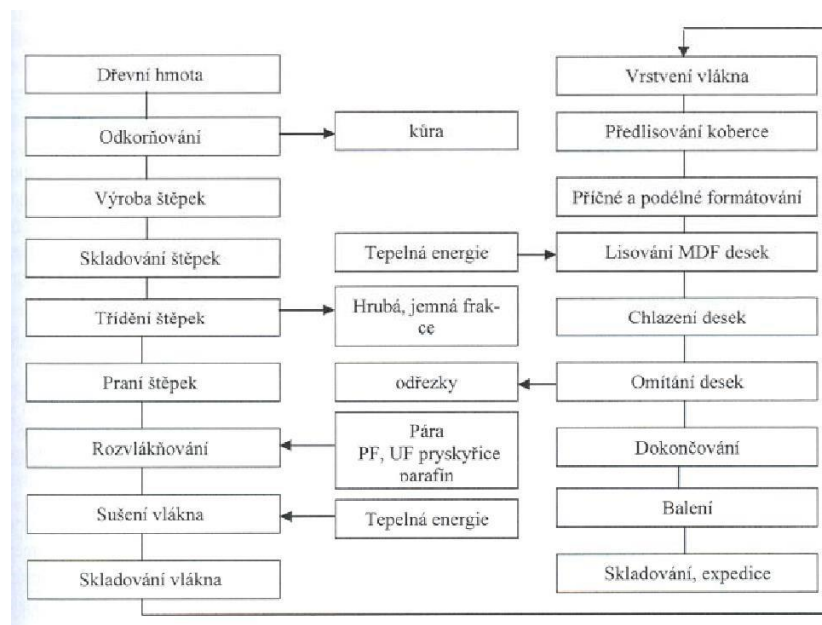 Dřevní hmota
Odkorňování
kůra
Výroba štěpek
Skladování štěpek
Třídění štěpek
Hrubá, jemná frak-
ce
Praní štěpek
Rozvlákňování
Pára
PF, UF pryskyřice
parafín
Sušení vlákna
Tepelná energie
Skladování vlákna
Vrstvení vlákna
Předlisování koberce
Příčné a podélné formátování
Tepelná energie
Lisování MDF desek
Chlazení desek
odřezky
Omítání desek
Dokončování
Balení
Skladování, expedice